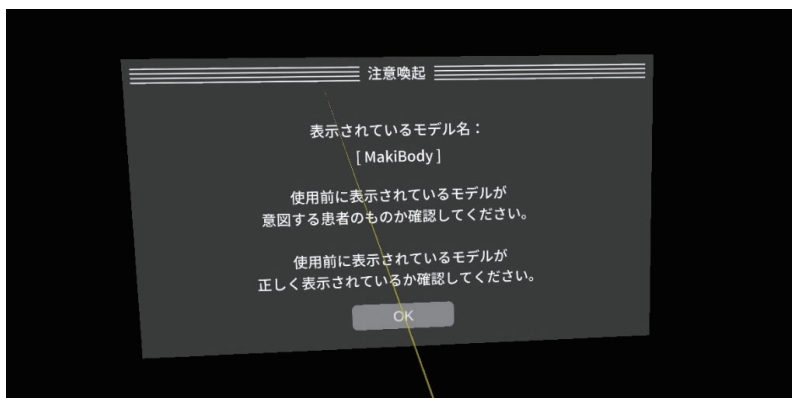 注意喚起
表示されているモデル名：
[ MakiBody ]
使用前に表示されているモデルが
意図する患者のものか確認してください。
使用前に表示されているモデルが
正しく表示されているか確認してください。
OK